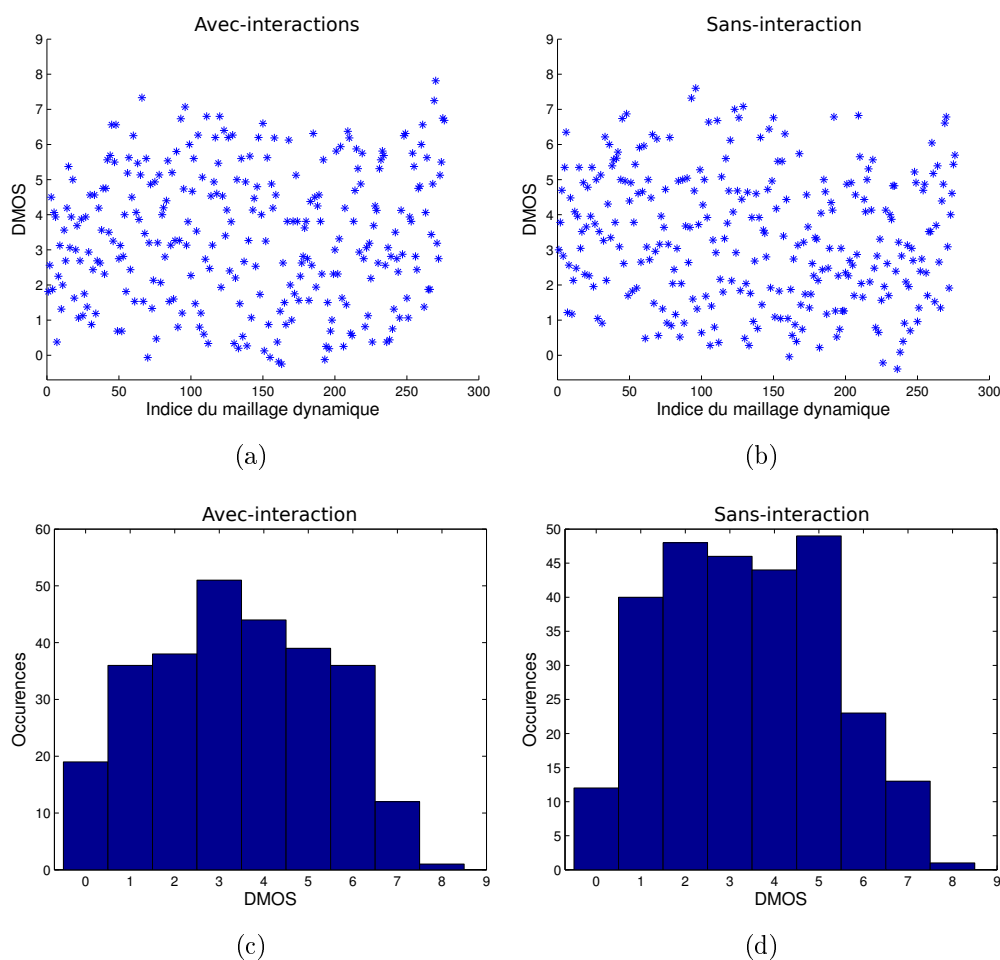 Avec-interactions
9
8
7
6
5
4
3
2
1
0
DMOS
0 50 100 150 200 250 300
Indice du maillage dynamique
(a)
Sans-interaction
9
8
7
6
5
4
3
2
1
0
DMOS
0 50 100 150 200 250 300
Indice du maillage dynamique
(b)
Avec-interaction
60
50
40
30
20
10
0
Occurences
0 1 2 3 4 5 6 7 8 9
DMOS
(c)
Sans-interaction
50
45
40
35
30
25
20
15
10
5
0
Occurences
0 1 2 3 4 5 6 7 8 9
DMOS
(d)